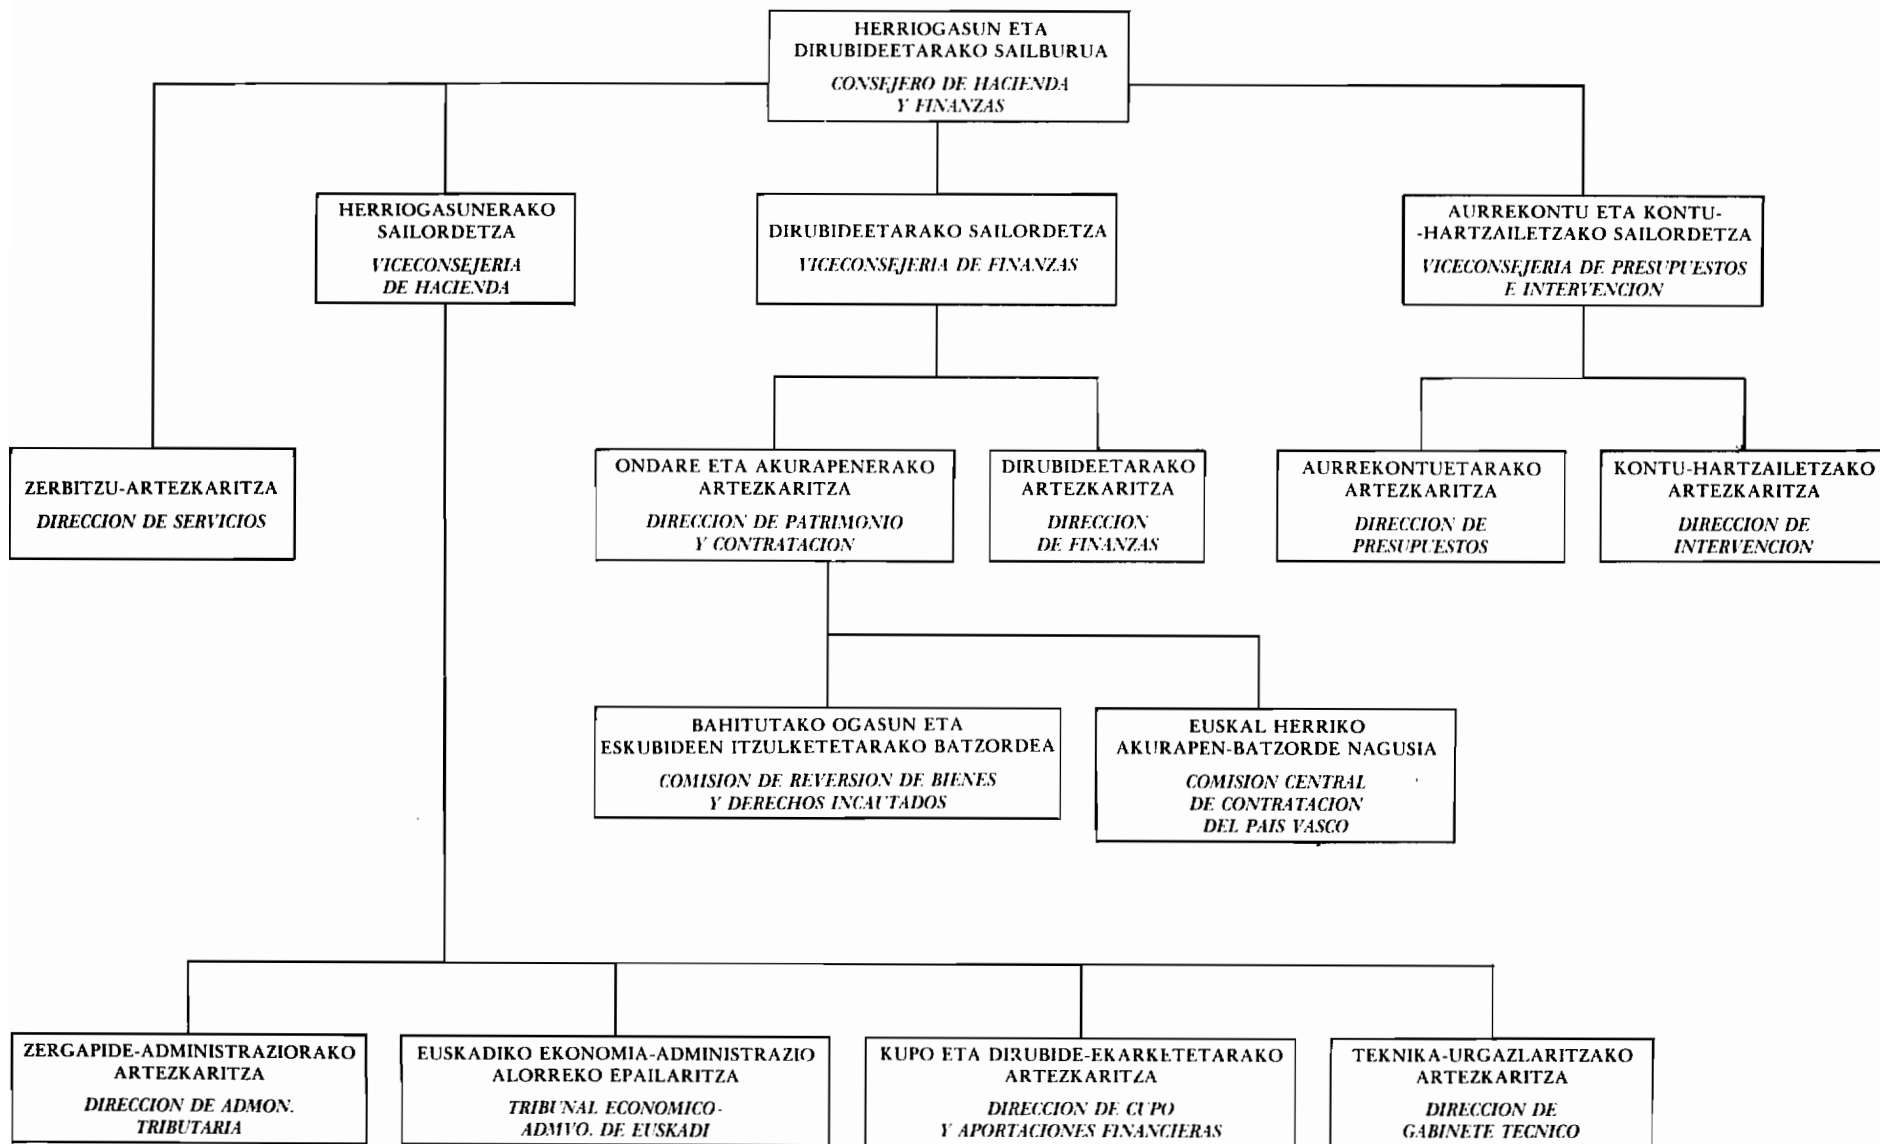 HERRIOGASUN ETA
DIRUBIDEETARAKO SAILBURUA
CONSEJERO DE HACIENDA
Y FINANZAS
HERRIOGASUNERAKO
SAILORDETZA
VICECONSEJERIA
DE HACIENDA
DIRUBIDEETARAKO SAILORDETZA
VICECONSEJERIA DE FINANZAS
AURREKONTU ETA KONTU-
-HARTZAILETZAKO SAILORDETZA
VICECONSEJERIA DE PRESUPUESTOS
E INTERVENCION
ZERBITZU-ARTEZKARITZA
DIRECCION DE SERVICIOS
ONDARE ETA AKURAPENERAKO
ARTEZKARITZA
DIRECCION DE PATRIMONIO
Y CONTRATACION
DIRUBIDEETARAKO
ARTEZKARITZA
DIRECCION
DE FINANZAS
AURREKONTUETARAKO
ARTEZKARITZA
DIRECCION DE
PRESUPUESTOS
KONTU-HARTZAILETZAKO
ARTEZKARITZA
DIRECCION DE
INTERVENCION
BAHITUTAKO OGASUN ETA
ESKUBIDEEN ITZULKETETARAKO BATZORDEA
COMISION DE REVERSION DE BIENES
Y DERECHOS INCAUTADOS
EUSKAL HERRIKO
AKURAPEN-BATZORDE NAGUSIA
COMISION CENTRAL
DE CONTRATACION
DEL PAIS VASCO
ZERGAPIDE-ADMINISTRAZIORAKO
ARTEZKARITZA
DIRECCION DE ADMON.
TRIBUTARIA
EUSKADIKO EKONOMIA-ADMINISTRAZIO
ALORREKO EPAILARITZA
TRIBUNAL ECONOMICO-
ADMVO. DE EUSKADI
KUPO ETA DIRUBIDE-EKARKETETARAKO
ARTEZKARITZA
DIRECCION DE CUPO
Y APORTACIONES FINANCIERAS
TEKNIKA-URGAZLARITZAKO
ARTEZKARITZA
DIRECCION DE
GABINETE TECNICO